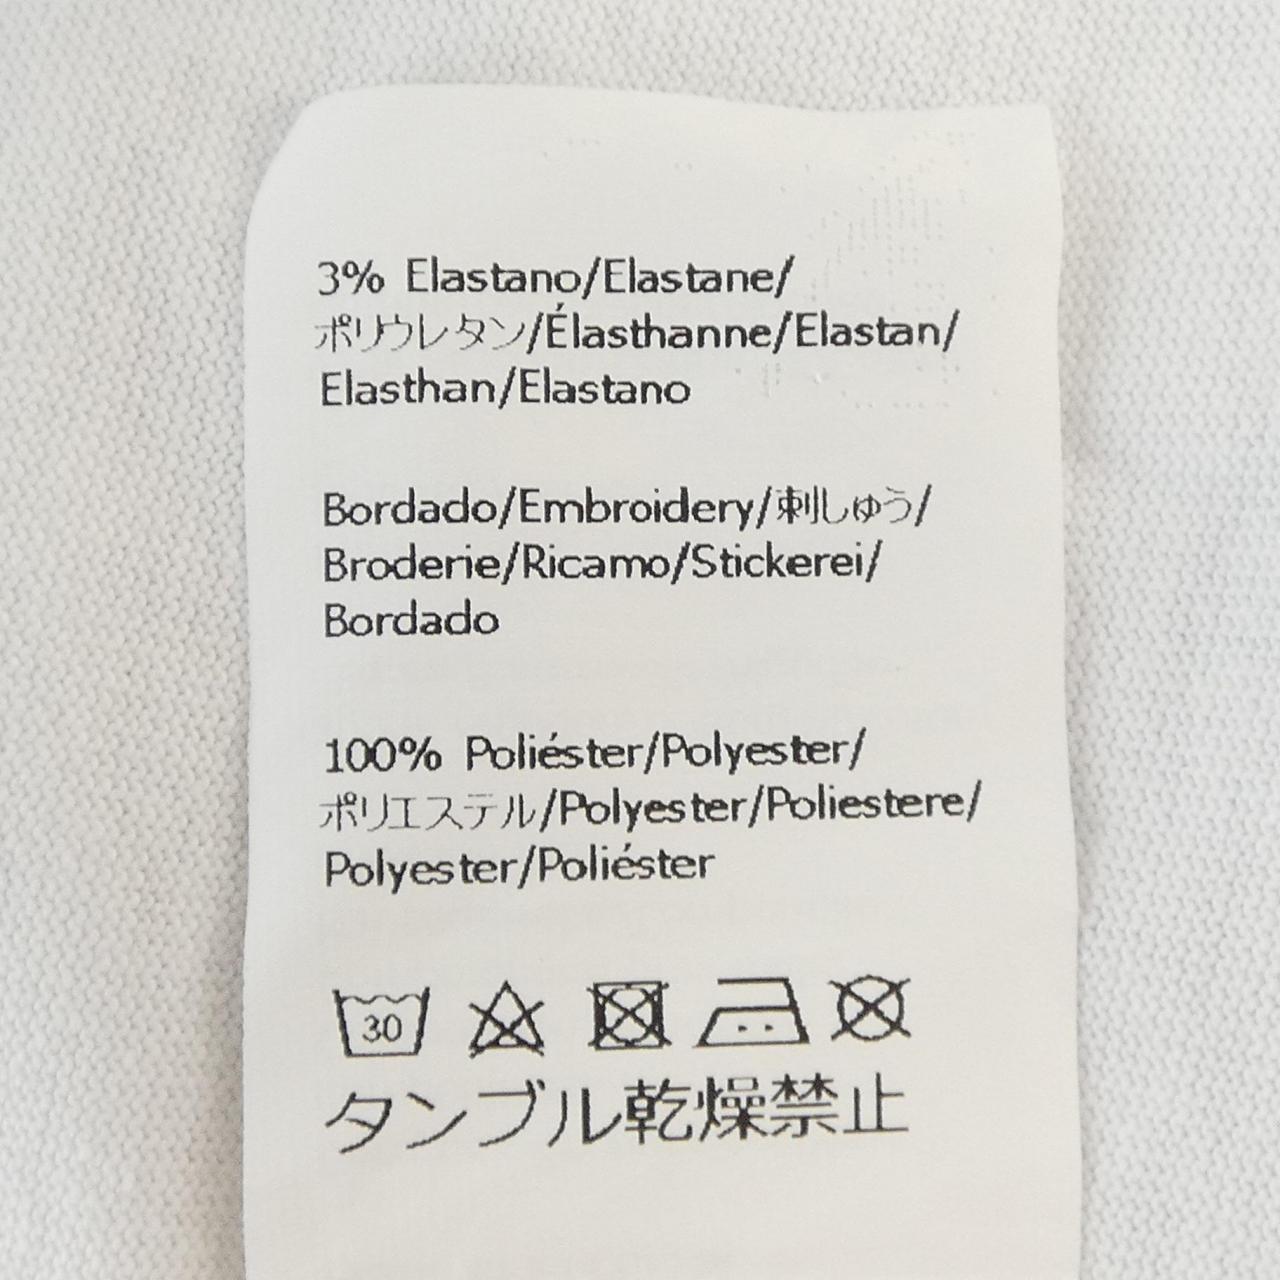 3% Elastano/Elastane/
ポリウレタン/Élasthanne/Elastan/
Elasthan/Elastano
Bordado/Embroidery/刺しゅう/
Broderie/Ricamo/Stickerei/
Bordado
100% Poliéster/Polyester/
ポリエステル/Polyester/Poliestere/
Polyester/Poliéster
30
タンブル乾燥禁止